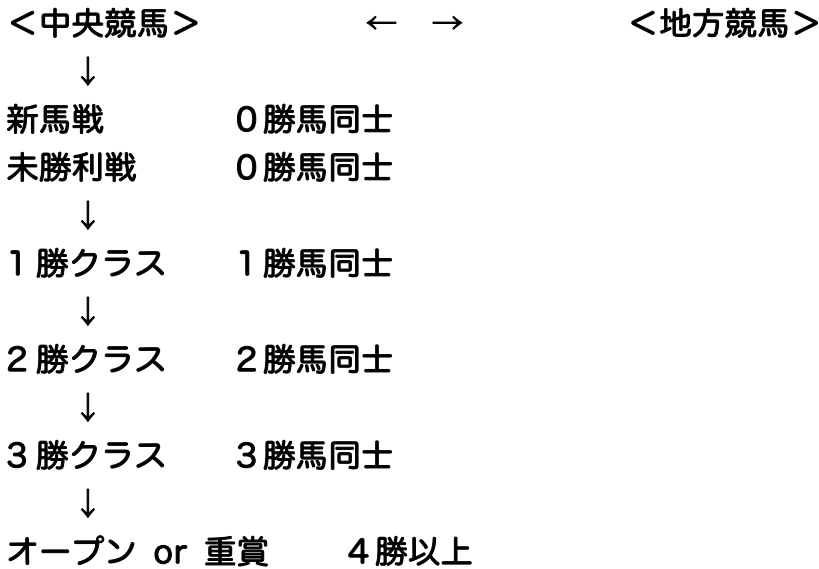 ＜中央競馬＞　　　　　← →　　　　　＜地方競馬＞
↓
新馬戦　　　　０勝馬同士
未勝利戦　　　０勝馬同士
↓
１勝クラス　　１勝馬同士
↓
２勝クラス　　２勝馬同士
↓
３勝クラス　　３勝馬同士
↓
オープン or 重賞　　４勝以上